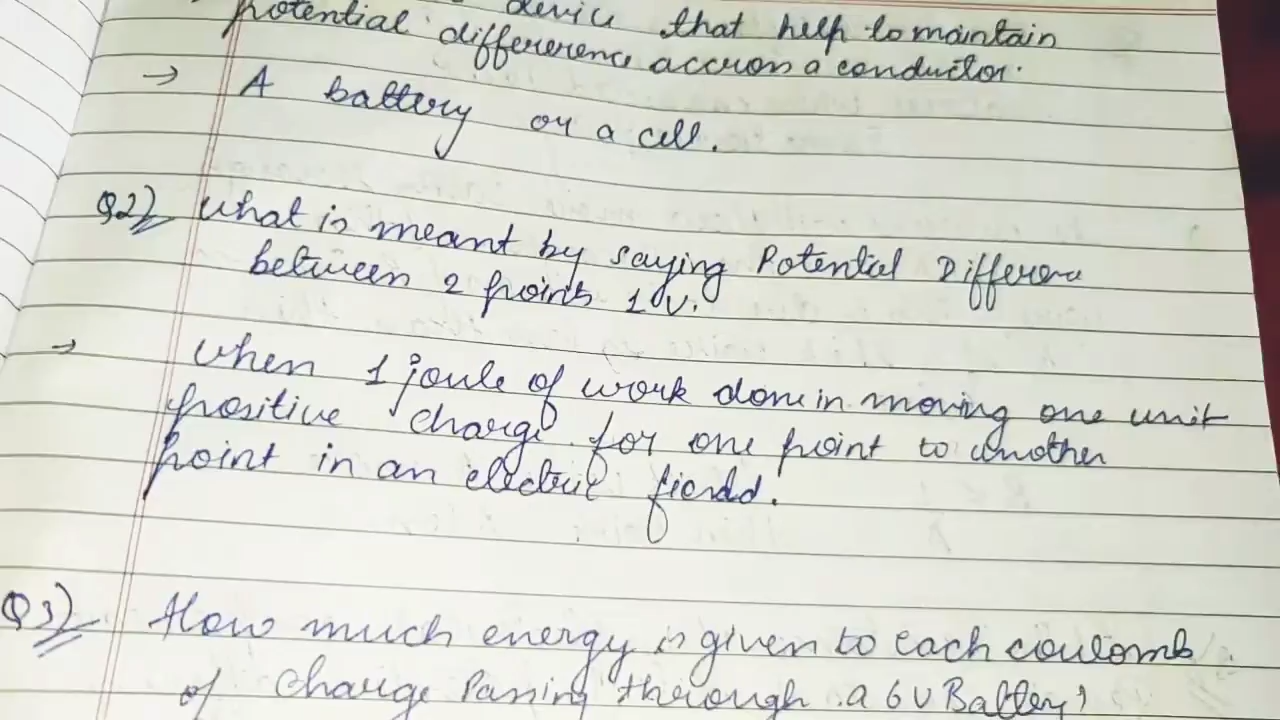 device that help to maintain
potential difference accross a conductor.
→ A battery or a cell.
Q2) What is meant by saying Potential Difference
between 2 points 1V.
→ When 1 joule of work done in moving one unit
positive charge for one point to another
point in an electric fierdd.
Q3) How much energy is given to each coulomb
of charge Passing through a 6V Battery?